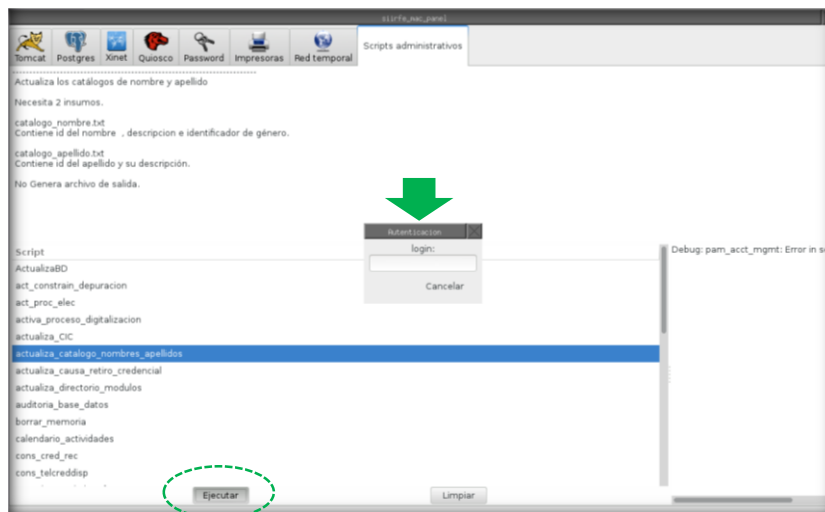 siirfe_mac_panel
Tomcat Postgres Xinet Quiosco Password Impresoras Red temporal Scripts administrativos
Actualiza los catálogos de nombre y apellido
Necesita 2 insumos.
catalogo_nombre.txt
Contiene id del nombre , descripcion e identificador de género.
catalogo_apellido.txt
Contiene id del apellido y su descripción.
No Genera archivo de salida.
Autenticacion
login:
Cancelar
Script
ActualizaBD
act_constrain_depuracion
act_proc_elec
activa_proceso_digitalizacion
actualiza_CIC
actualiza_catalogo_nombres_apellidos
actualiza_causa_retiro_credencial
actualiza_directorio_modulos
auditoria_base_datos
borrar_memoria
calendario_actividades
cons_cred_rec
cons_telcreddisp
Debug: pam_acct_mgmt: Error in s
Ejecutar Limpiar